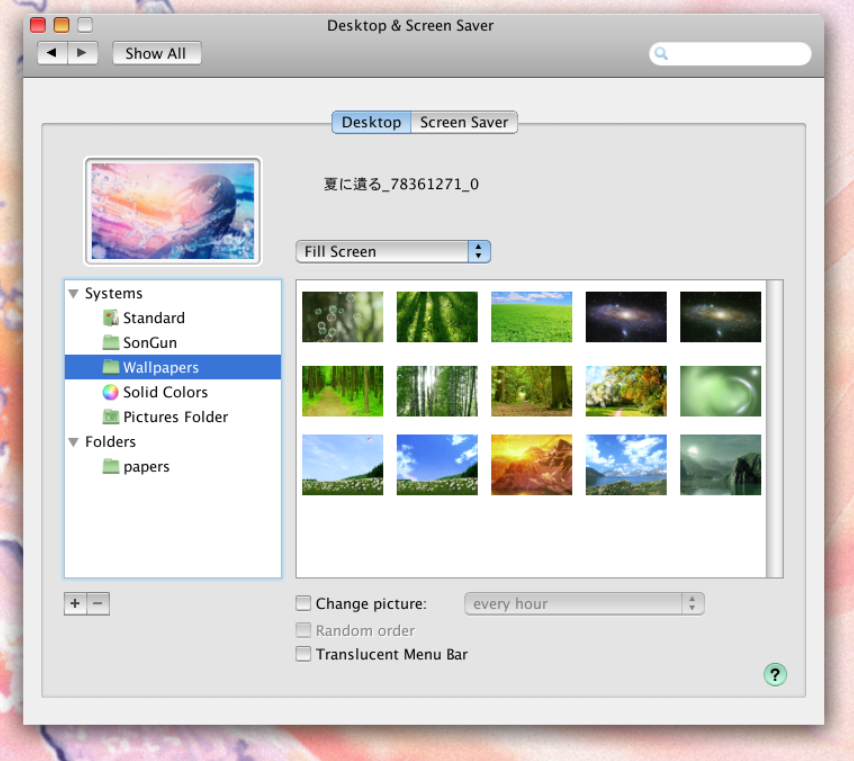 Desktop & Screen Saver
Show All
Desktop Screen Saver
夏に遺る_78361271_0
Fill Screen
Systems
Standard
SonGun
Wallpapers
Solid Colors
Pictures Folder
Folders
papers
+ −
Change picture: every hour
Random order
Translucent Menu Bar
?